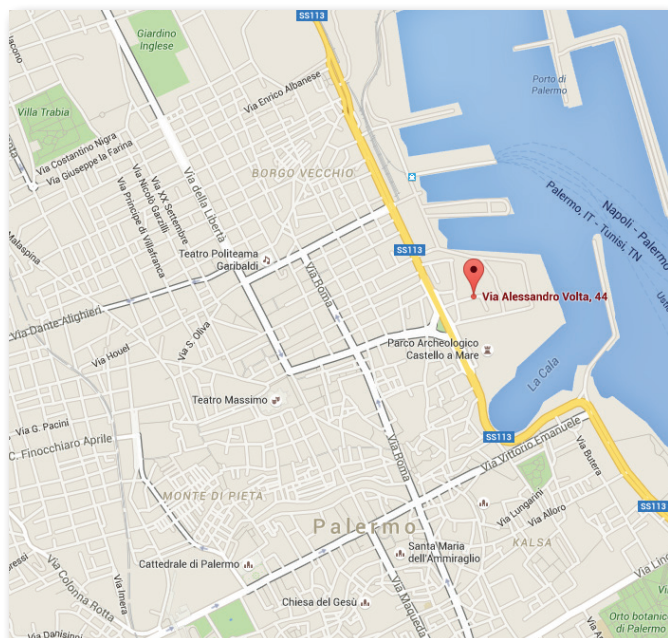 SS113
Giardino
Inglese
Porto di
Palermo
Via Enrico Albanese
Villa Trabia
Via Costantino Nigra
Via Giuseppe la Farina
BORGO VECCHIO
Via della Libertà
Via XX Settembre
Via Nicolò Garzilli
Via Principe di Villafranca
Malaspina
Napoli - Palermo
Palermo, IT - Tunisi, TN
SS113
Teatro Politeama
Garibaldi
Via Roma
Via Alessandro Volta, 44
Via Dante Alighieri
Via S. Oliva
Via Houel
Parco Archeologico
Castello a Mare
La Cala
Teatro Massimo
Via G. Pacini
C. Finocchiaro Aprile
Via Roma
SS113
Via Vittorio Emanuele
Via Butera
MONTE DI PIETÀ
Via Lungarini
Via Alloro
SS113
Palermo
KALSA
Cattedrale di Palermo
Santa Maria
dell'Ammiraglio
Via Colonna Rotta
Via Imera
Chiesa del Gesù
Via Maqueda
Orto botanico
di Palermo
Via Danisinni